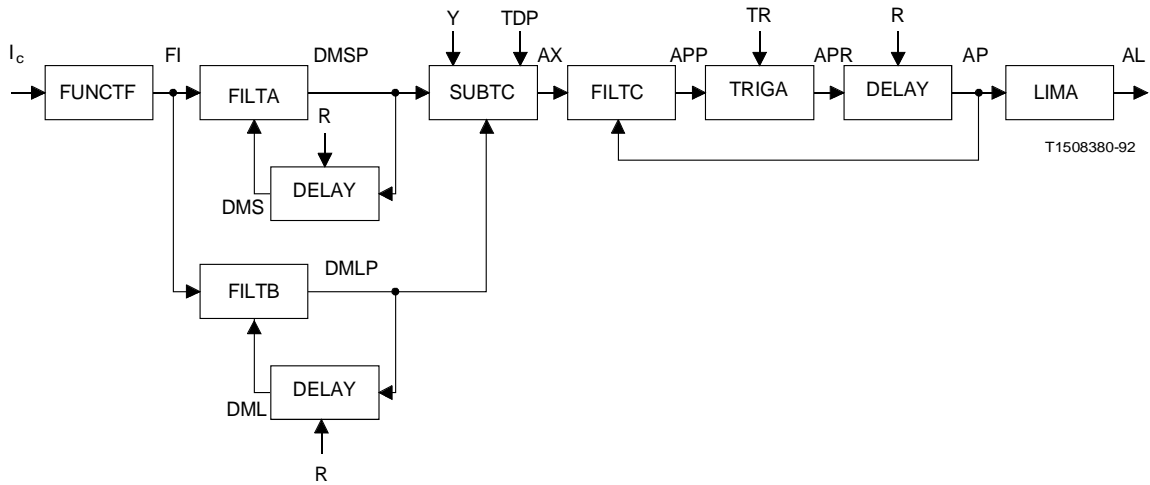 Y TDP TR R
I c FI DMSP AX APP APR AP AL
FUNCTF FILTA SUBTC FILTC TRIGA DELAY LIMA
R
T1508380-92
DELAY
DMS
DMLP
FILTB
DELAY
DML
R